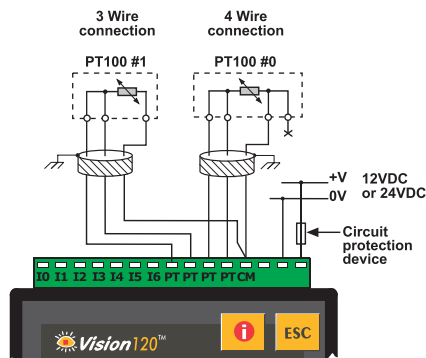 3 Wire
connection
4 Wire
connection
PT100 #1
PT100 #0
+V
0V
12VDC
or 24VDC
Circuit
protection
device
I0 I1 I2 I3 I4 I5 I6 PT PT PT PT CM
Vision120™
i
ESC